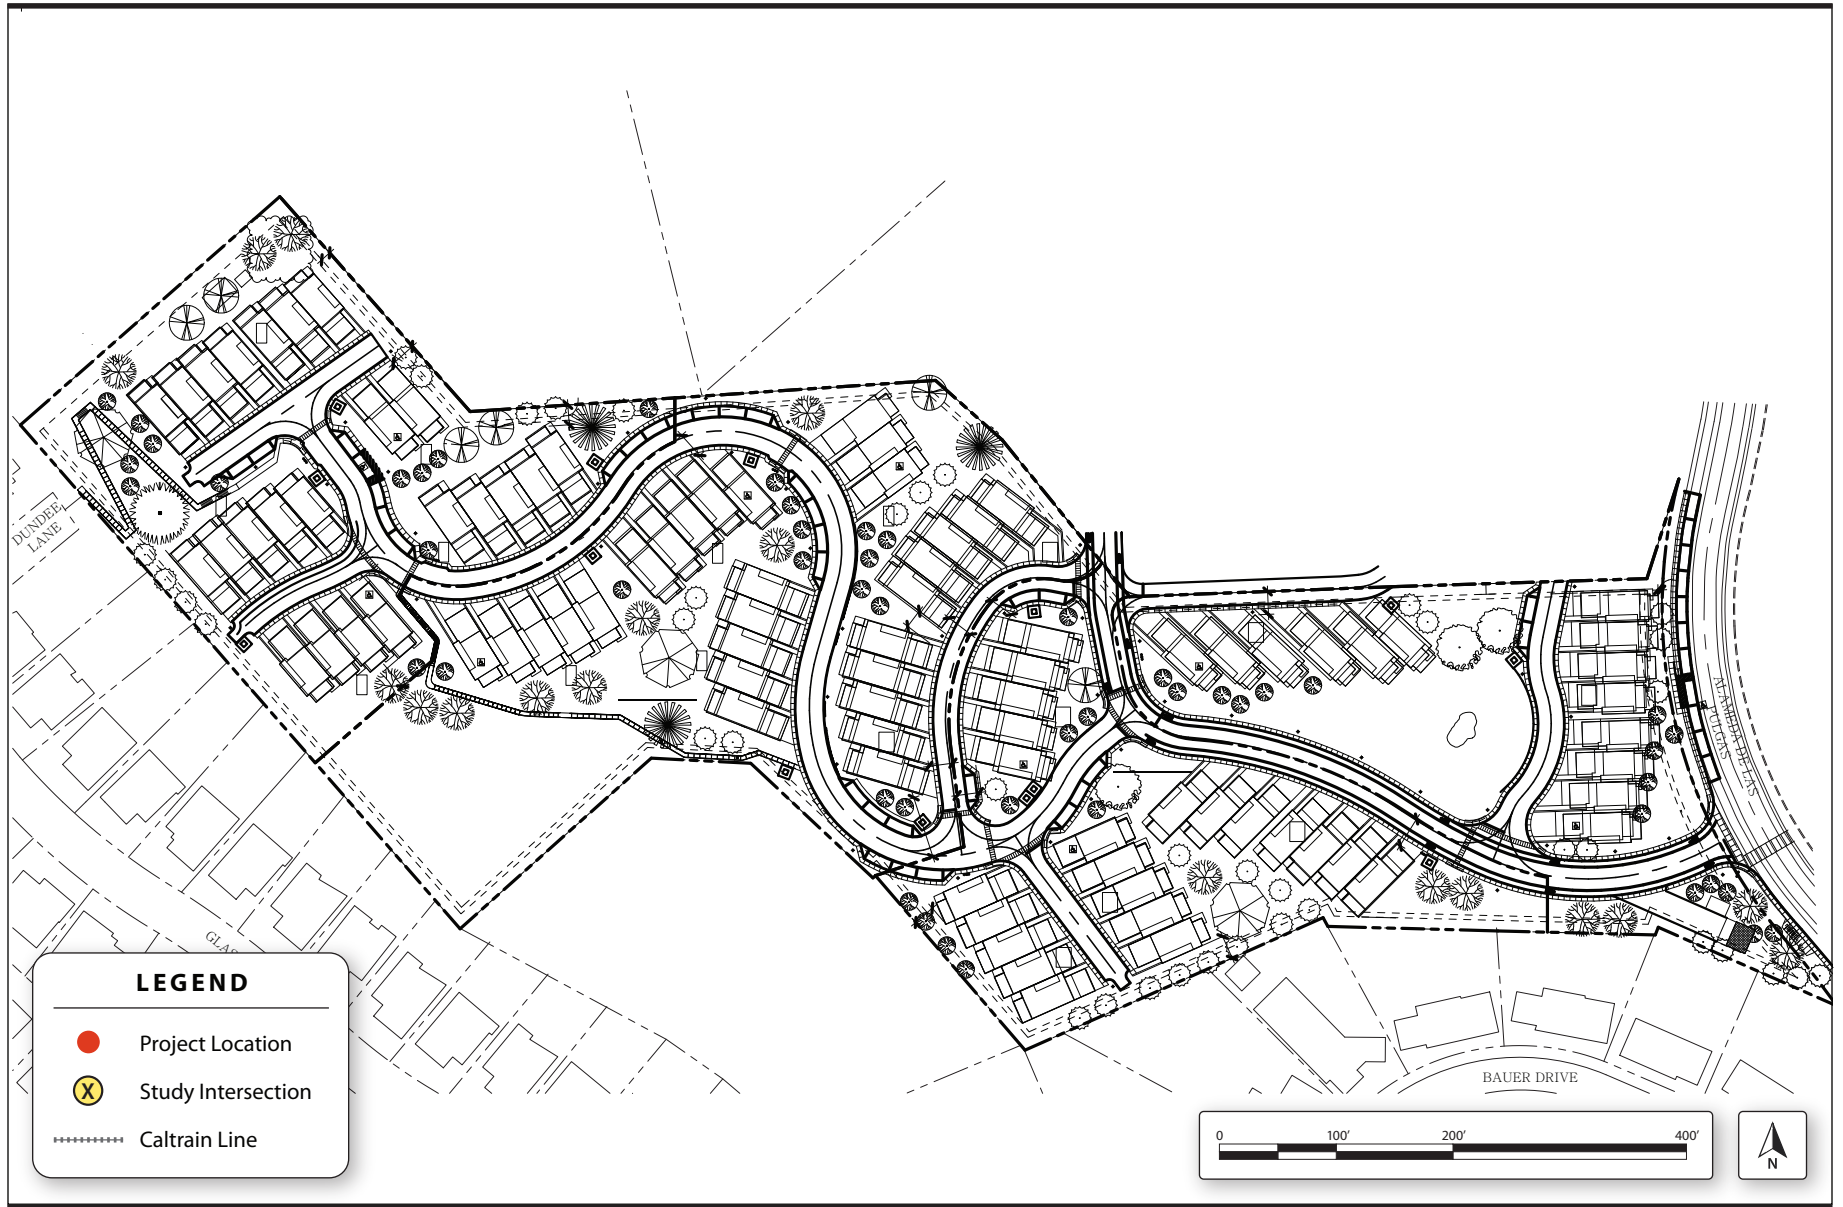 DUNDEE
LANE
ALAMEDA DE LAS
PULGAS
BAUER DRIVE
LEGEND
Project Location
X Study Intersection
Caltrain Line
0 100' 200' 400'
N